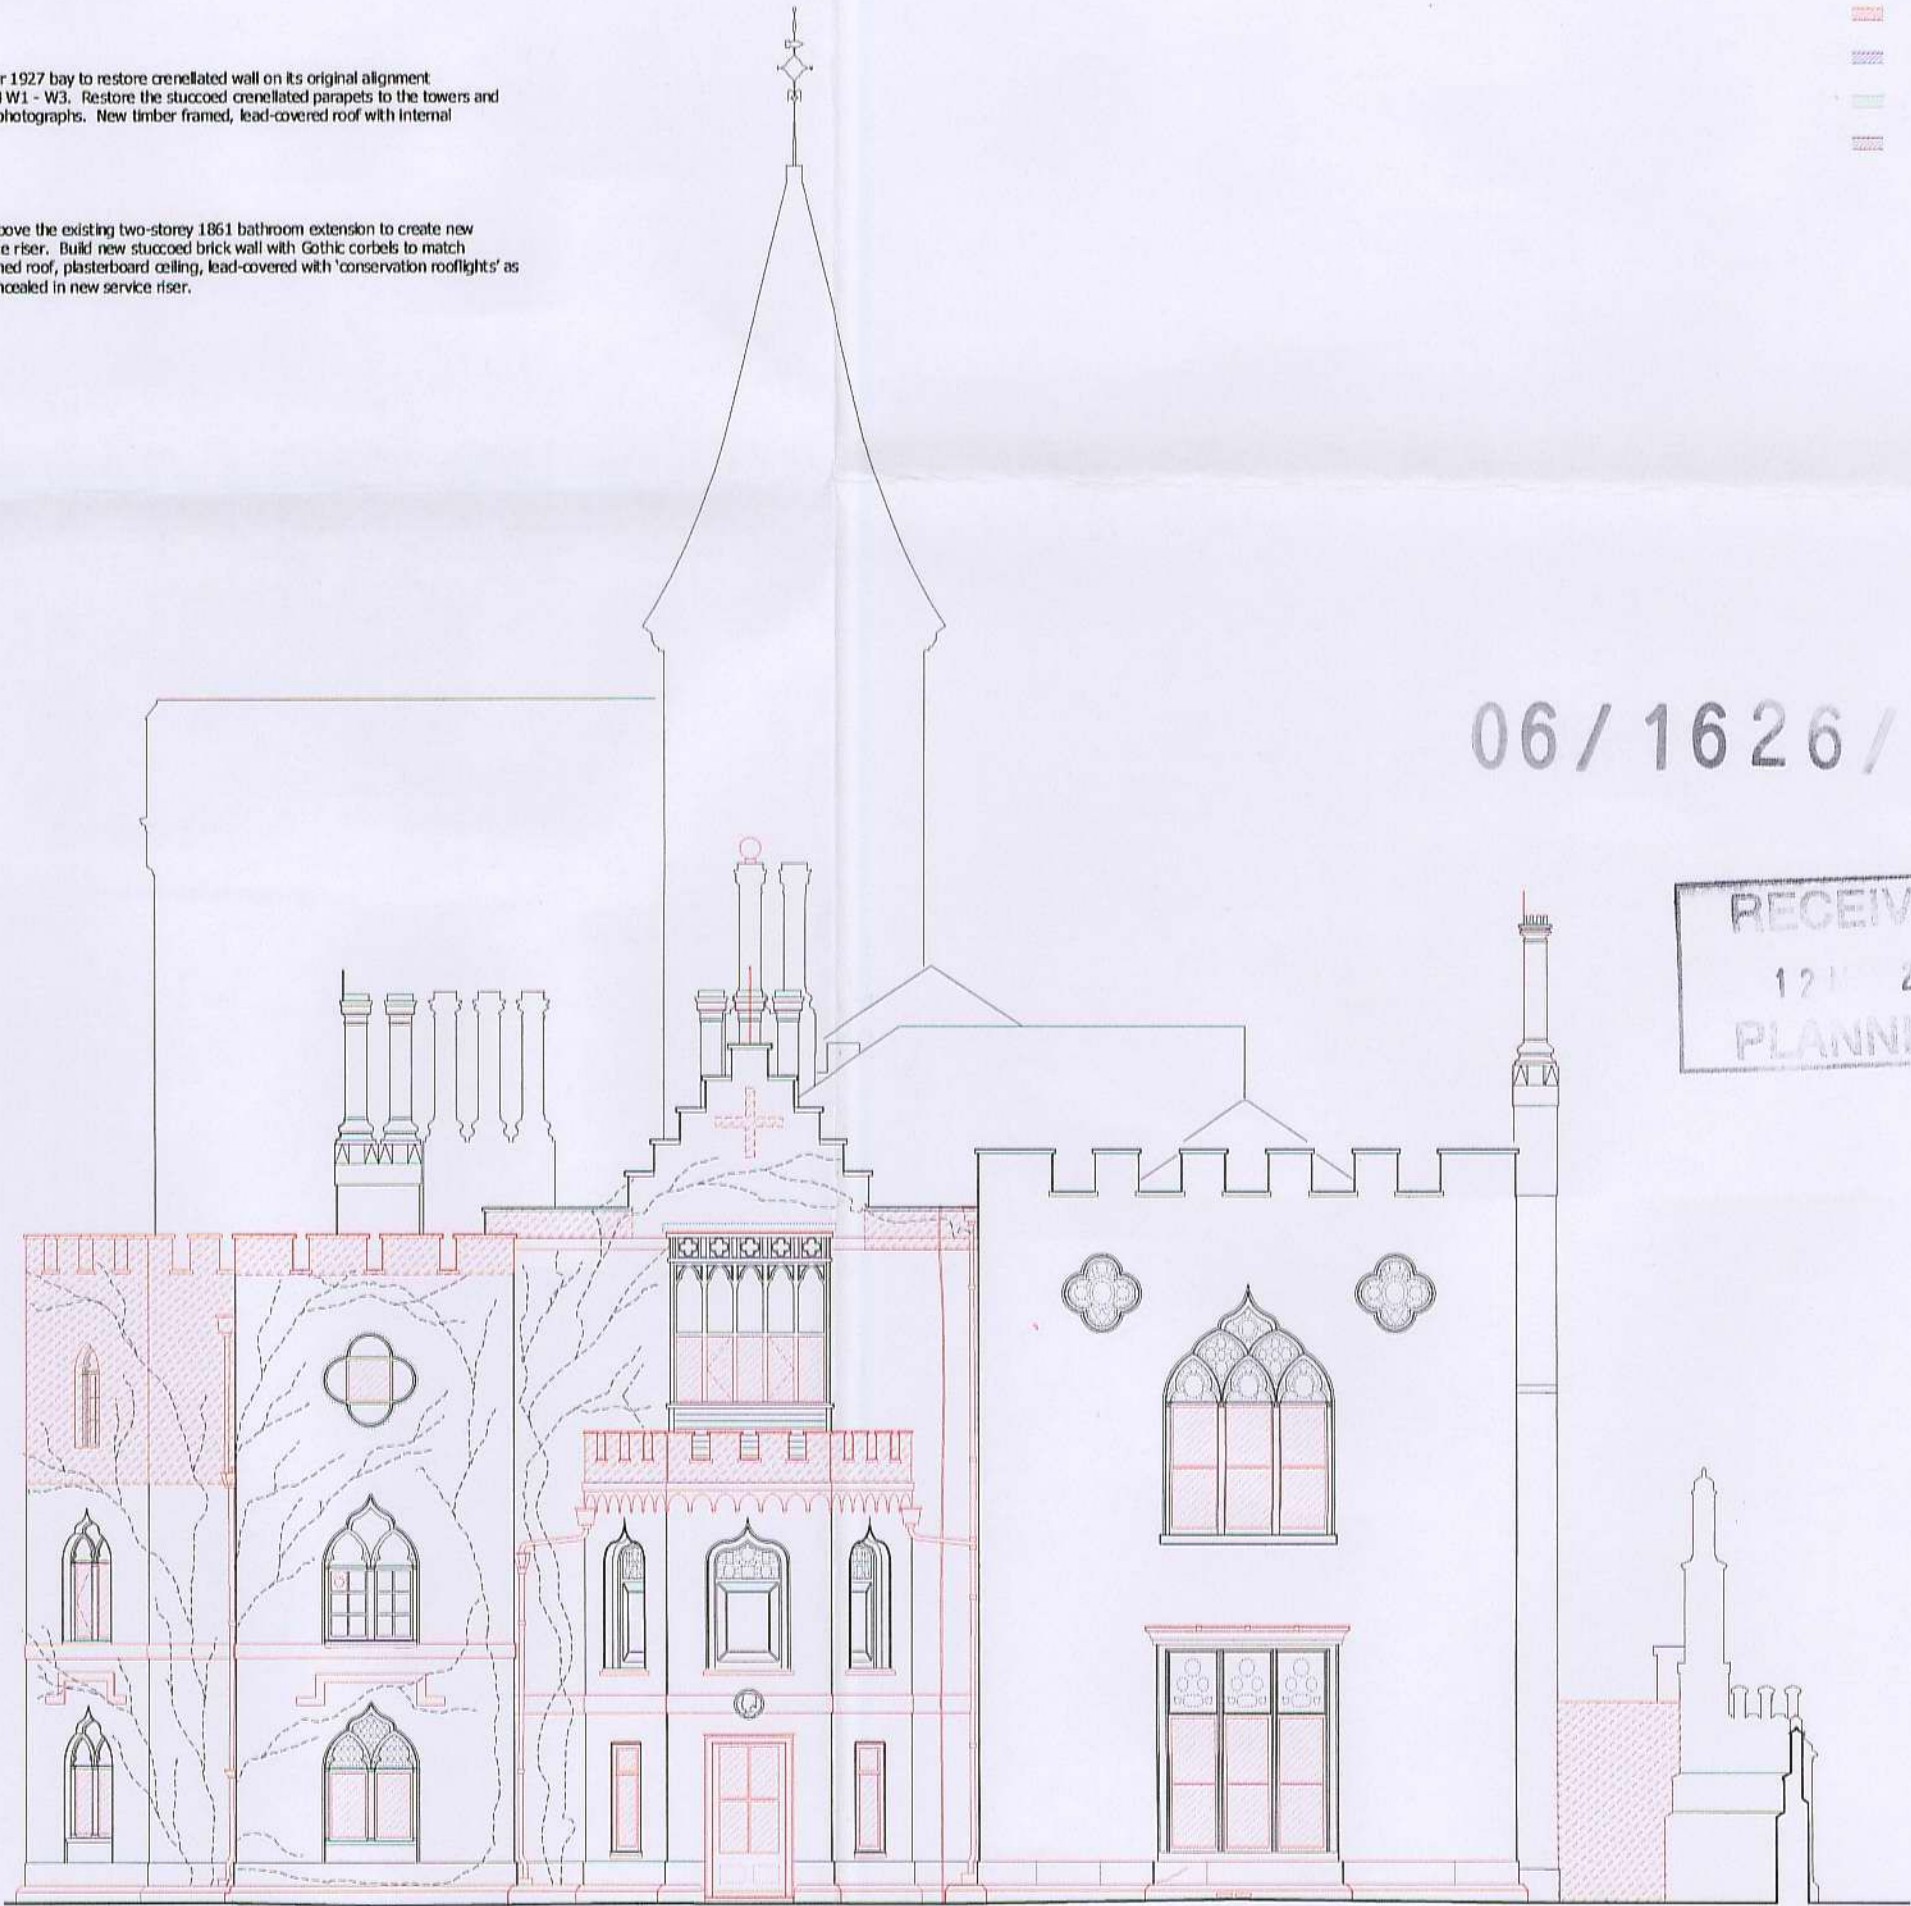 r 1927 bay to restore crenellated wall on its original alignment
W1 - W3. Restore the stuccoed crenellated parapets to the towers and
photographs. New timber framed, lead-covered roof with internal
ove the existing two-storey 1861 bathroom extension to create new
e riser. Build new stuccoed brick wall with Gothic corbels to match
ned roof, plasterboard ceiling, lead-covered with 'conservation rooflights' as
ncealed in new service riser.
06/1626/
RECEIV
12 2
PLANN